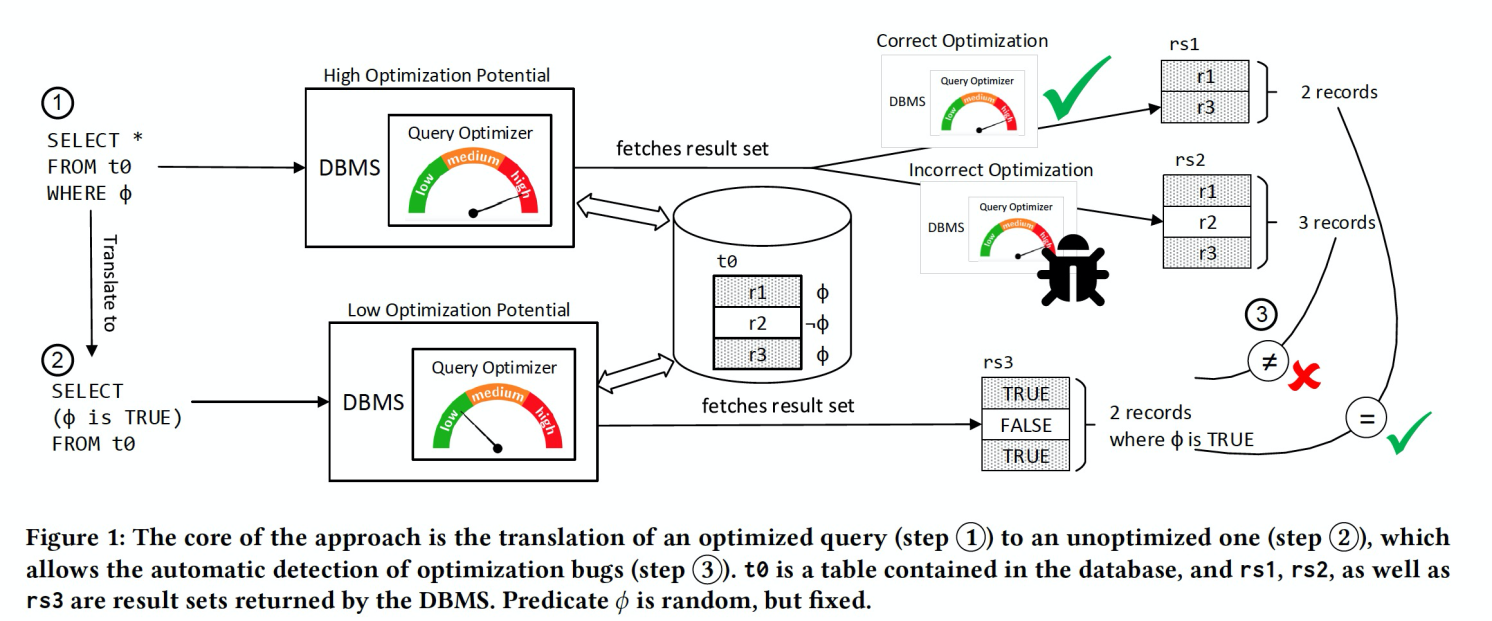 ①
SELECT *
FROM t0
WHERE ϕ
Translate to
②
SELECT
(ϕ is TRUE)
FROM t0
High Optimization Potential
DBMS
Query Optimizer
low
medium
high
fetches result set
Low Optimization Potential
DBMS
Query Optimizer
low
medium
high
fetches result set
t0
r1 ϕ
r2 ¬ϕ
r3 ϕ
Correct Optimization
DBMS
Query Optimizer
low
medium
high
Incorrect Optimization
DBMS
Query Optimizer
low
medium
high
rs1
r1
r3
2 records
rs2
r1
r2
r3
3 records
③
≠
=
rs3
TRUE
FALSE
TRUE
2 records
where ϕ is TRUE
Figure 1: The core of the approach is the translation of an optimized query (step ①) to an unoptimized one (step ②), which
allows the automatic detection of optimization bugs (step ③). t0 is a table contained in the database, and rs1, rs2, as well as
rs3 are result sets returned by the DBMS. Predicate ϕ is random, but fixed.